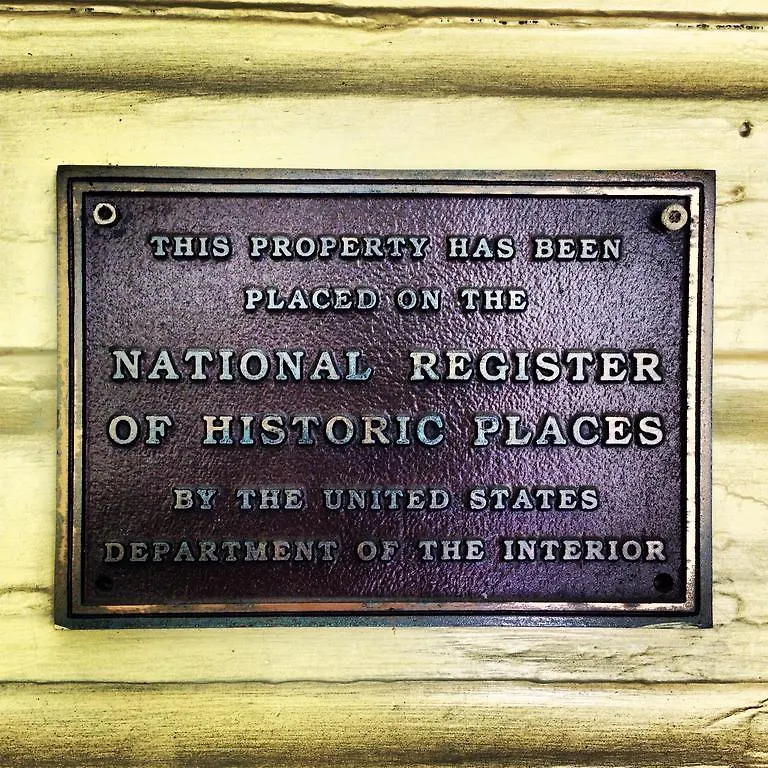 THIS PROPERTY HAS BEEN
PLACED ON THE
NATIONAL REGISTER
OF HISTORIC PLACES
BY THE UNITED STATES
DEPARTMENT OF THE INTERIOR